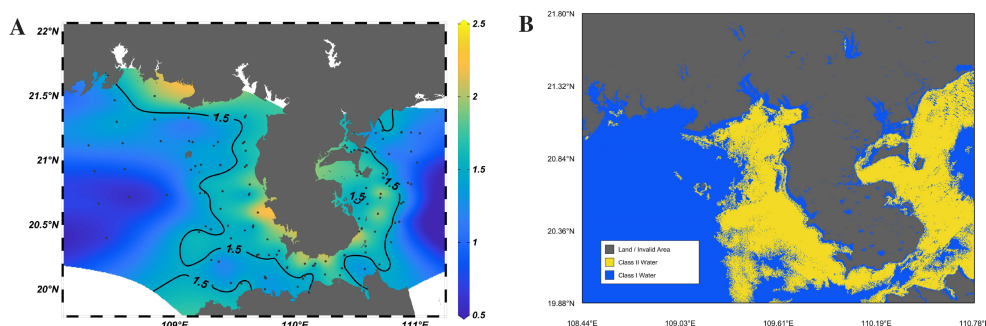 A
22°N
21.5°N
21°N
20.5°N
20°N
109°E
110°E
111°E
1.5
1.5
1.5
1.5
1.5
2.5
2
1.5
1
0.5
B
21.80°N
21.32°N
20.84°N
20.36°N
19.88°N
108.44°E
109.03°E
109.61°E
110.19°E
110.78°E
Land / Invalid Area
Class II Water
Class I Water